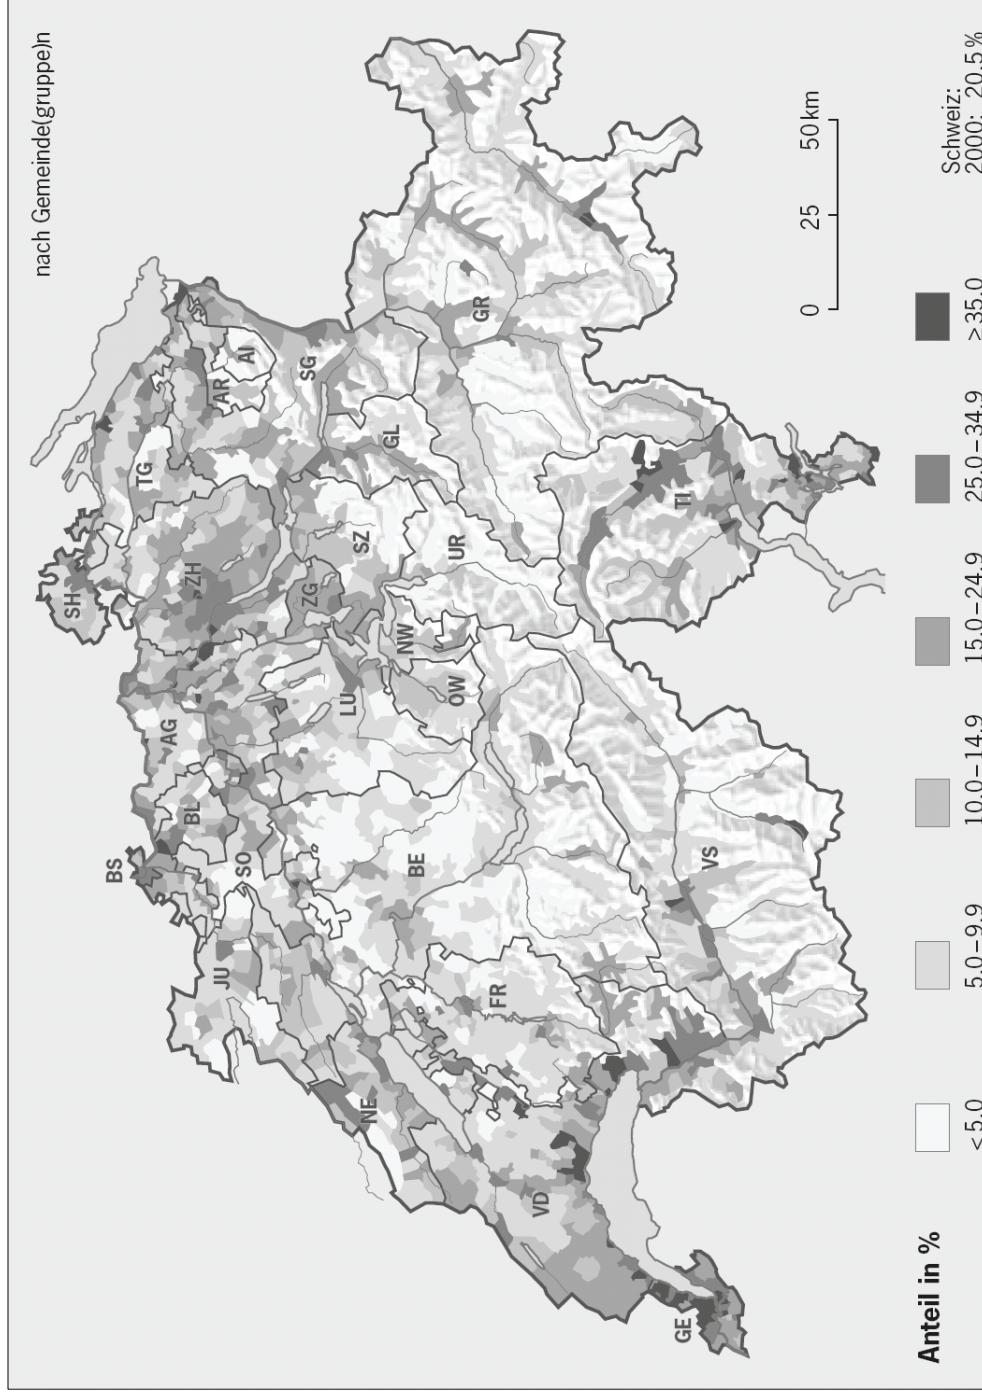 nach Gemeinde(gruppe)n
SH
BS
TG
BL
AG
ZH
AR
AI
JU
SO
SG
ZG
LU
SZ
GL
NE
BE
NW
OW
UR
GR
FR
VD
VS
TI
GE
0 25 50km
Anteil in %
<5.0 5.0–9.9 10.0–14.9 15.0–24.9 25.0–34.9 >35.0
Schweiz:
2000: 20.5%